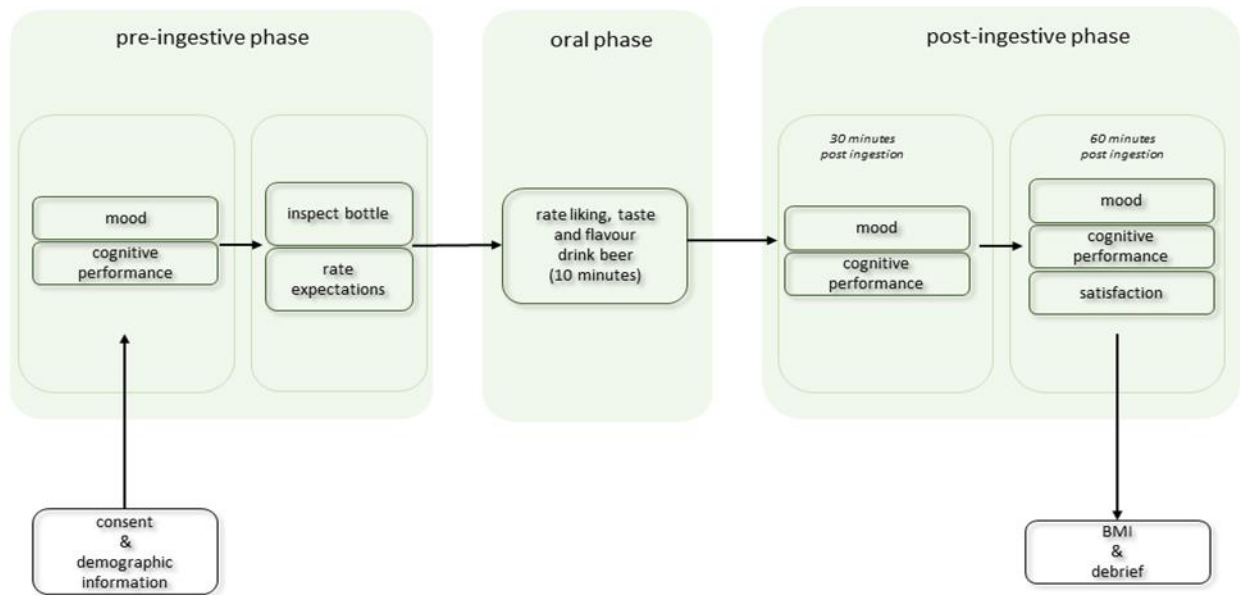 pre-ingestive phase
mood
cognitive
performance
inspect bottle
rate
expectations
oral phase
rate liking, taste
and flavour
drink beer
(10 minutes)
post-ingestive phase
30 minutes
post ingestion
mood
cognitive
performance
60 minutes
post ingestion
mood
cognitive
performance
satisfaction
consent
&
demographic
information
BMI
&
debrief